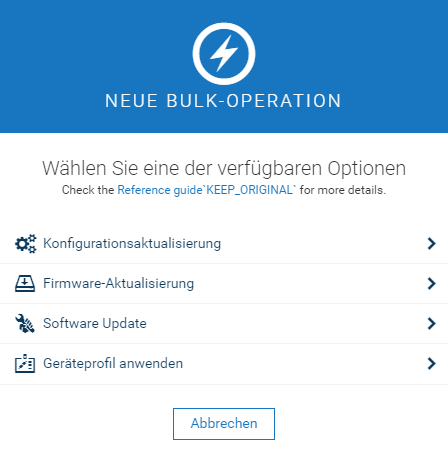 NEUE BULK-OPERATION
Wählen Sie eine der verfügbaren Optionen
Check the Reference guide`KEEP_ORIGINAL` for more details.
Konfigurationsaktualisierung
Firmware-Aktualisierung
Software Update
Geräteprofil anwenden
Abbrechen